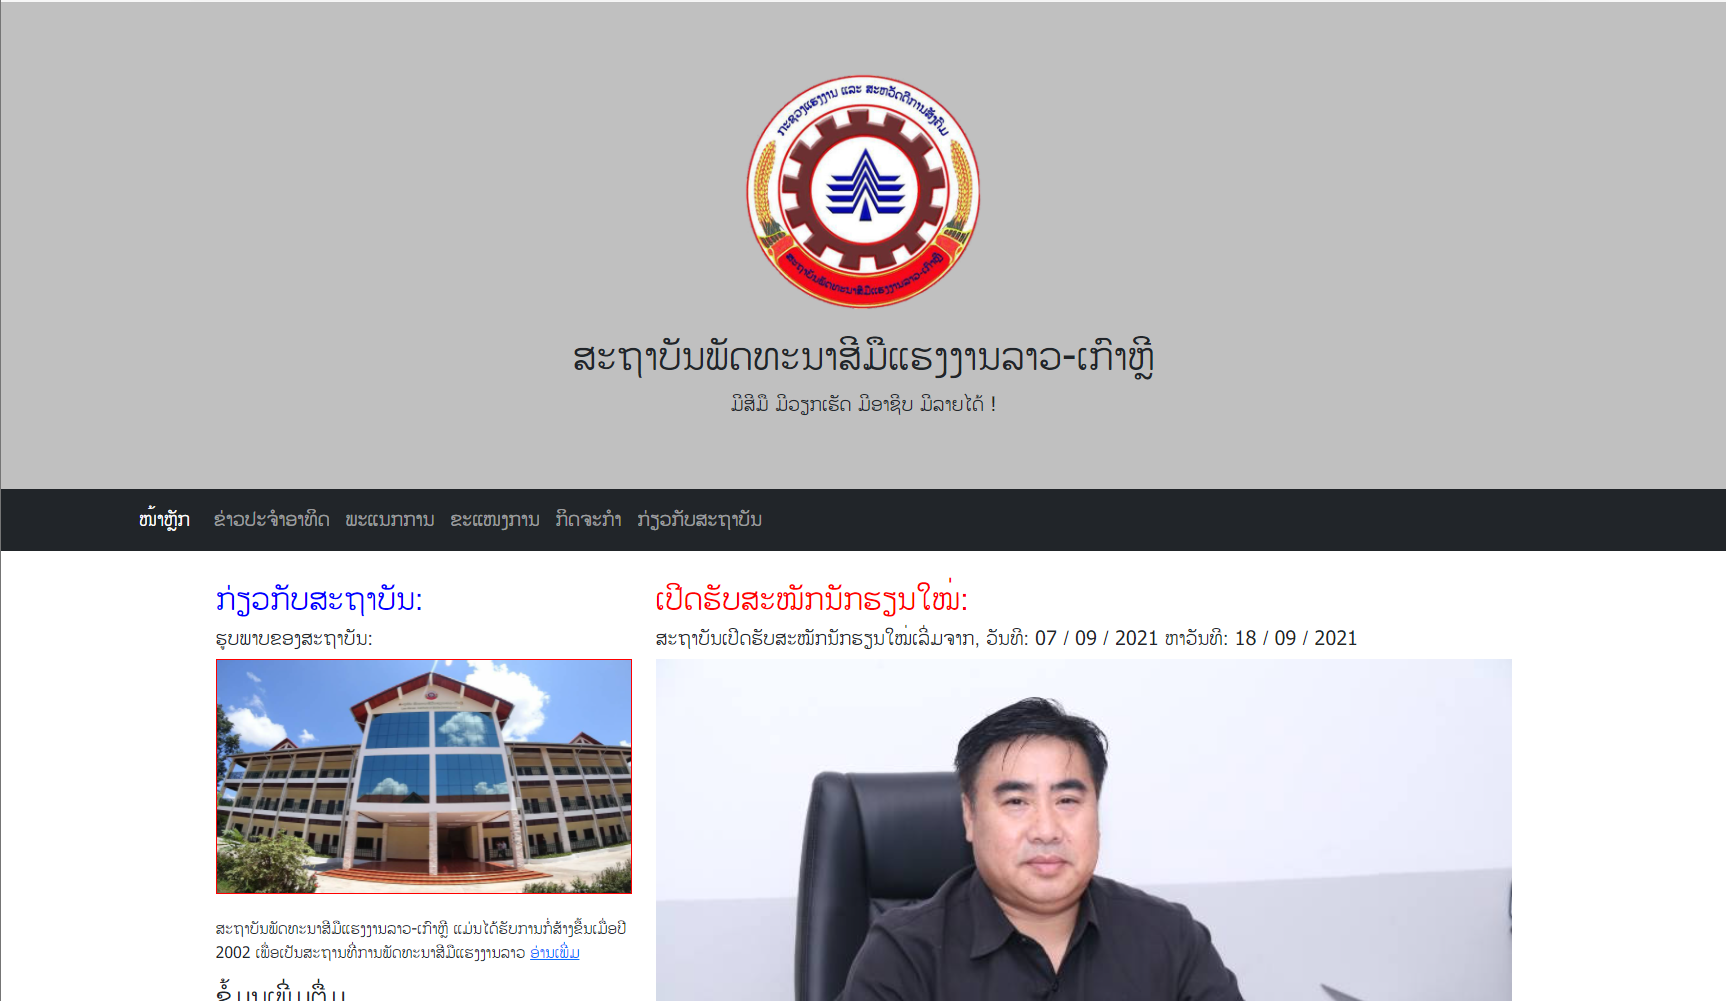 ກະຊວງແຮງງານ ແລະ ສະຫວັດດີການສັງຄົມ
ສະຖາບັນພັດທະນາສີມືແຮງງານລາວ-ເກົາຫຼີ
ສະຖາບັນພັດທະນາສີມືແຮງງານລາວ-ເກົາຫຼີ
ມີສີມື ມີວຽກເຮັດ ມີອາຊີບ ມີລາຍໄດ້ !
ໜ້າຫຼັກ ຂ່າວປະຈຳອາທິດ ພະແນກການ ຂະແໜງການ ກິດຈະກຳ ກ່ຽວກັບສະຖາບັນ
ກ່ຽວກັບສະຖາບັນ:
ຮູບພາບຂອງສະຖາບັນ:
ສະຖາບັນພັດທະນາສີມືແຮງງານລາວ-ເກົາຫຼີ ແມ່ນໄດ້ຮັບການກໍ່ສ້າງຂື້ນເມື່ອປີ
2002 ເພື່ອເປັນສະຖານທີ່ການພັດທະນາສີມືແຮງງານລາວ ອ່ານເພີ່ມ
ຂໍ້ມູນເພີ່ມຕື່ມ
ເປີດຮັບສະໝັກນັກຮຽນໃໝ່:
ສະຖາບັນເປີດຮັບສະໝັກນັກຮຽນໃໝ່ເລີ່ມຈາກ, ວັນທີ: 07 / 09 / 2021 ຫາວັນທີ: 18 / 09 / 2021